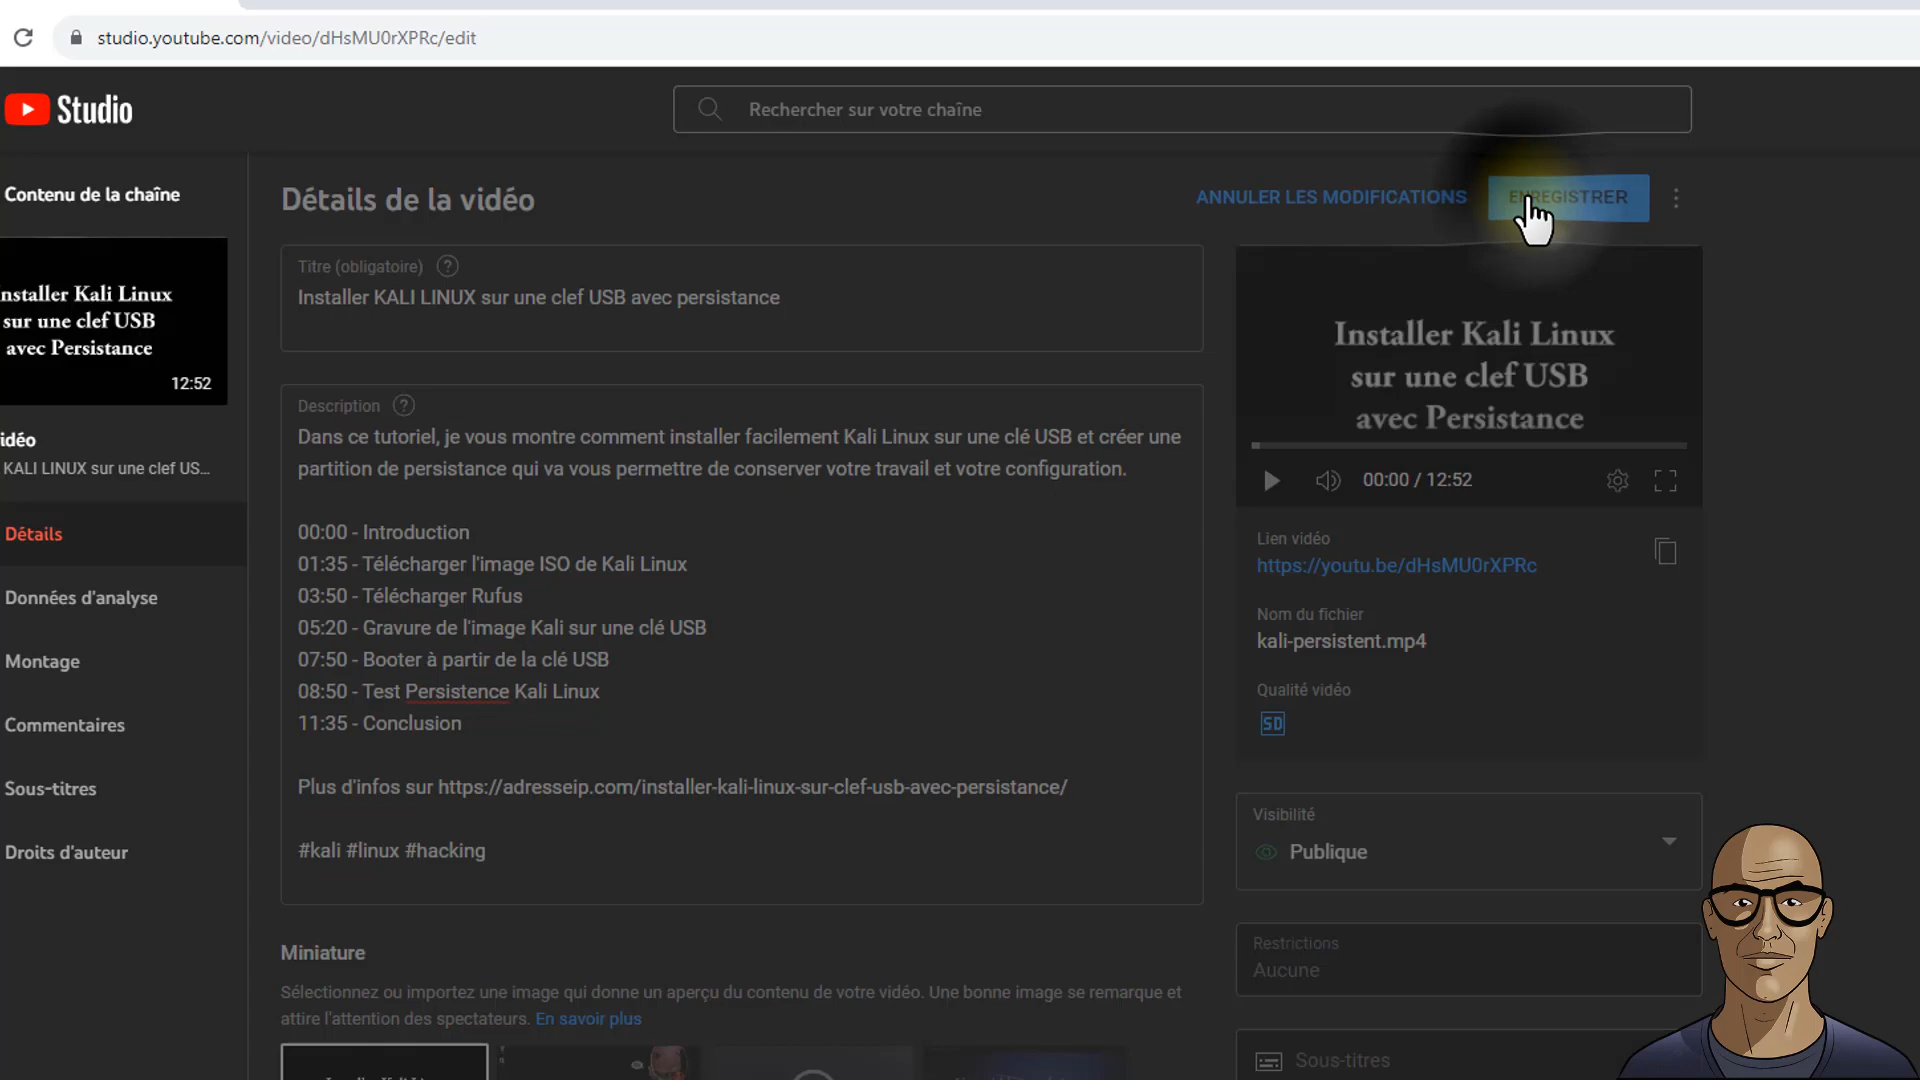 studio.youtube.com/video/dHsMU0rXPRc/edit
Studio
Rechercher sur votre chaîne
Contenu de la chaîne
nstaller Kali Linux
sur une clef USB
avec Persistance
12:52
idéo
KALI LINUX sur une clef US...
Détails
Données d'analyse
Montage
Commentaires
Sous-titres
Droits d'auteur
Détails de la vidéo
ANNULER LES MODIFICATIONS
ENREGISTRER
Titre (obligatoire)
Installer KALI LINUX sur une clef USB avec persistance
Description
Dans ce tutoriel, je vous montre comment installer facilement Kali Linux sur une clé USB et créer une
partition de persistance qui va vous permettre de conserver votre travail et votre configuration.
00:00 - Introduction
01:35 - Télécharger l'image ISO de Kali Linux
03:50 - Télécharger Rufus
05:20 - Gravure de l'image Kali sur une clé USB
07:50 - Booter à partir de la clé USB
08:50 - Test Persistence Kali Linux
11:35 - Conclusion
Plus d'infos sur https://adresseip.com/installer-kali-linux-sur-clef-usb-avec-persistance/
#kali #linux #hacking
Miniature
Sélectionnez ou importez une image qui donne un aperçu du contenu de votre vidéo. Une bonne image se remarque et
attire l'attention des spectateurs. En savoir plus
Installer Kali Linux
sur une clef USB
avec Persistance
00:00 / 12:52
Lien vidéo
https://youtu.be/dHsMU0rXPRc
Nom du fichier
kali-persistent.mp4
Qualité vidéo
SD
Visibilité
Publique
Restrictions
Aucune
Sous-titres